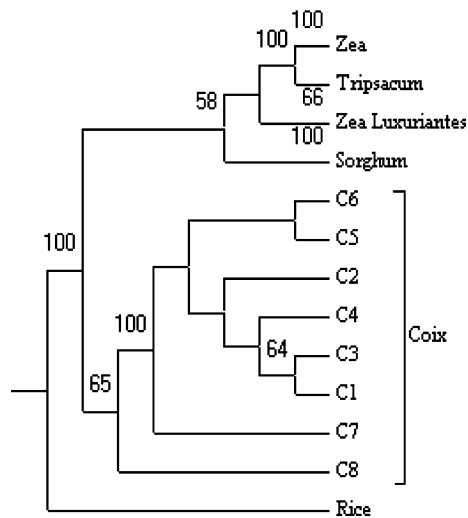 100
100
Zea
Tripsacum
66
58
Zea Luxuriantes
100
Sorghum
C6
100
C5
C2
100
C4
Coix
64
C3
65
C1
C7
C8
Rice